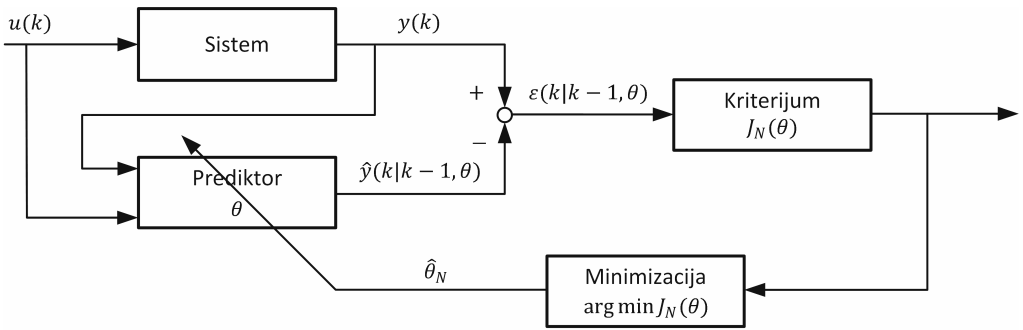 u(k)
Sistem
y(k)
+
ε(k|k − 1, θ)
Kriterijum
J_N(θ)
−
Prediktor
θ
ŷ(k|k − 1, θ)
θ̂_N
Minimizacija
arg min J_N(θ)